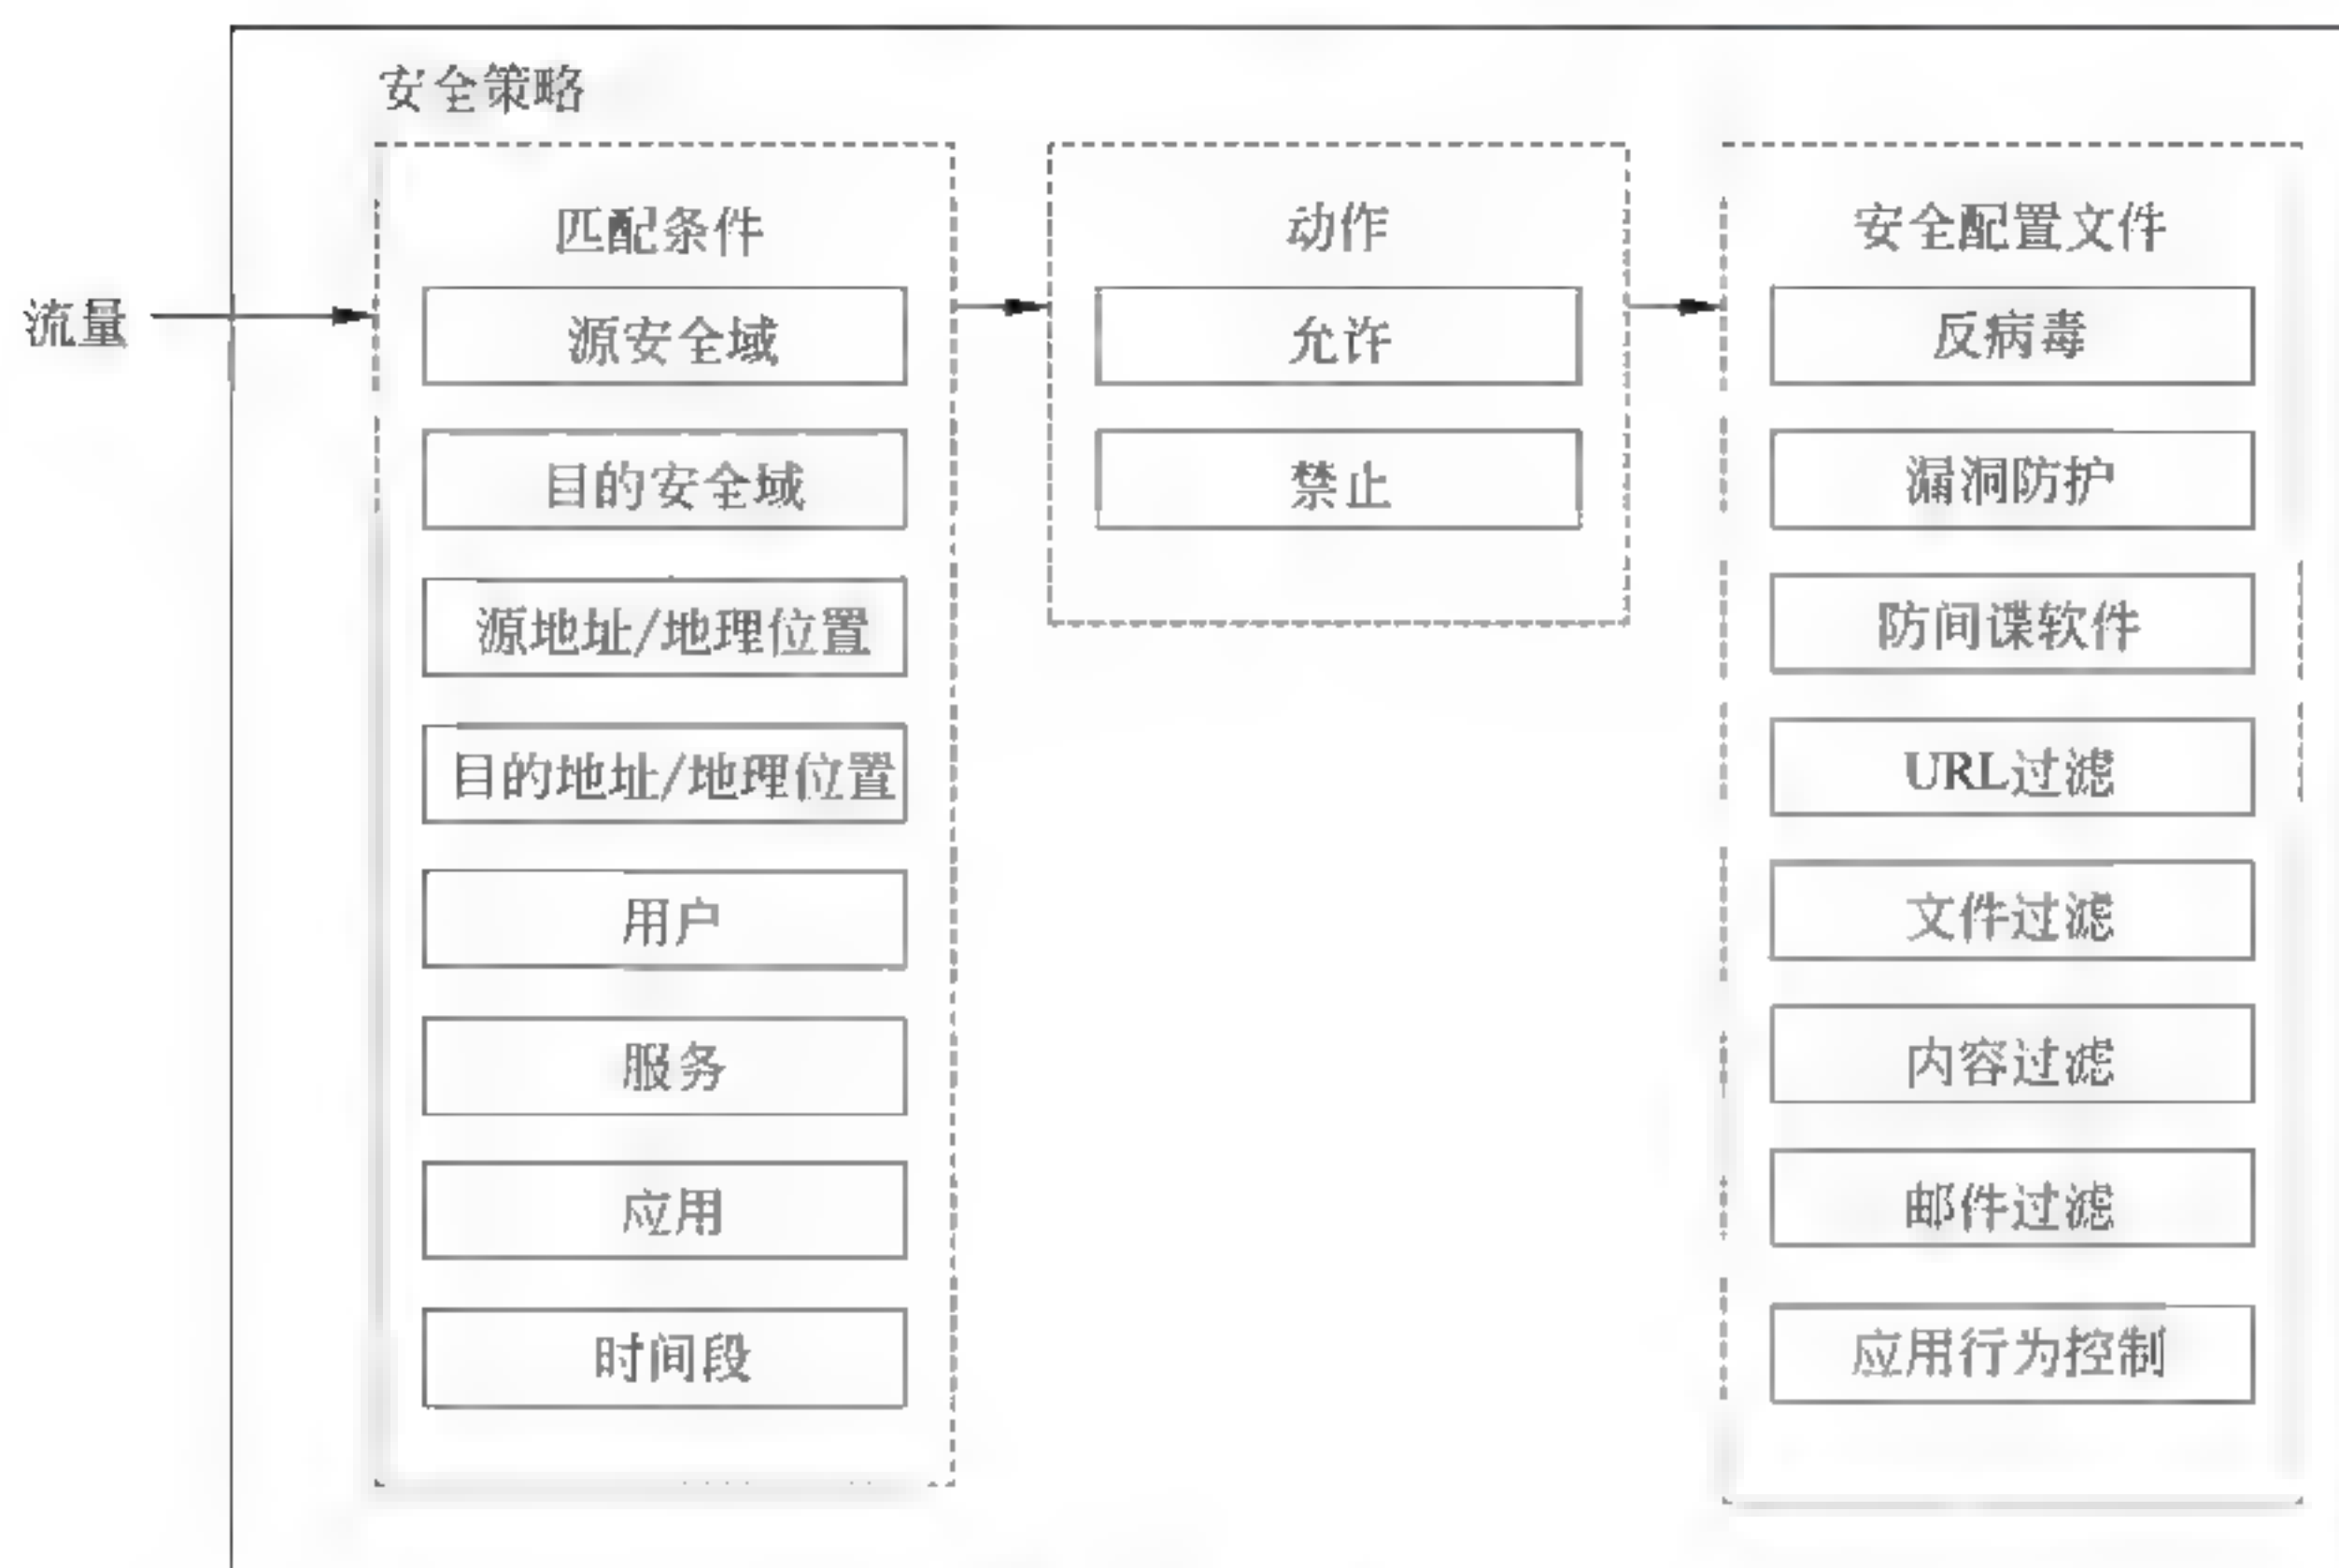 安全策略
流量
匹配条件
源安全域
目的安全域
源地址/地理位置
目的地址/地理位置
用户
服务
应用
时间段
动作
允许
禁止
安全配置文件
反病毒
漏洞防护
防间谍软件
URL过滤
文件过滤
内容过滤
邮件过滤
应用行为控制